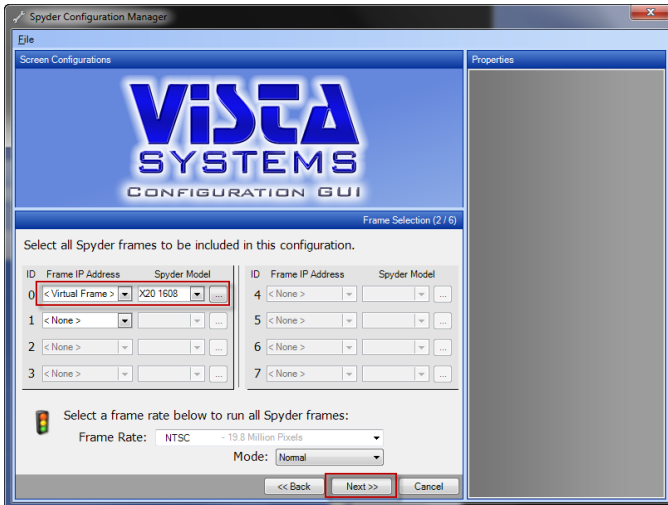 Spyder Configuration Manager
File
Screen Configurations
Properties
VISTA
SYSTEMS
CONFIGURATION GUI
Frame Selection (2 / 6)
Select all Spyder frames to be included in this configuration.
ID Frame IP Address Spyder Model ID Frame IP Address Spyder Model
0 < Virtual Frame > X20 1608 ... 4 < None > ...
1 < None > ... 5 < None > ...
2 < None > ... 6 < None > ...
3 < None > ... 7 < None > ...
Select a frame rate below to run all Spyder frames:
Frame Rate: NTSC - 19.8 Million Pixels
Mode: Normal
<< Back Next >> Cancel